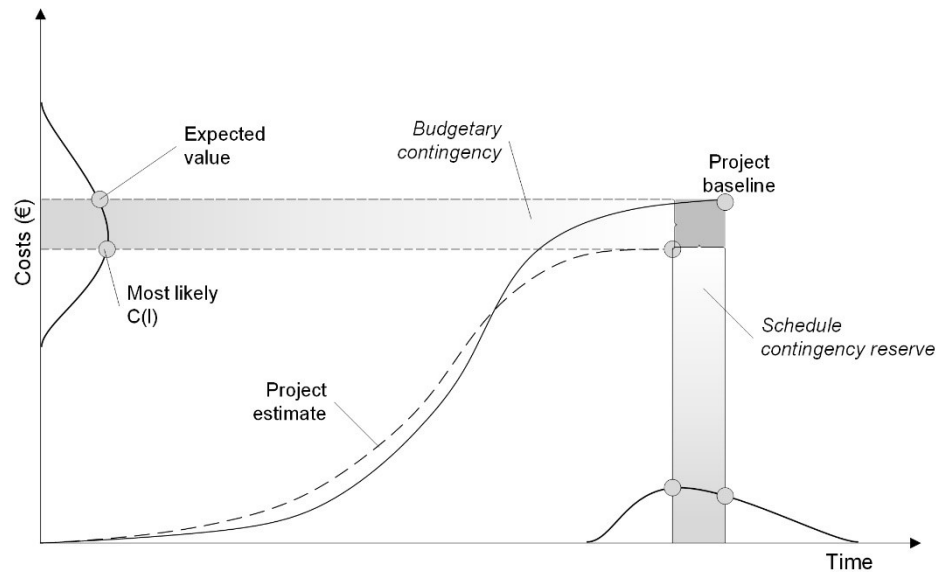 Expected
value
Budgetary
contingency
Project
baseline
Costs (€)
Most likely
C(l)
Schedule
contingency reserve
Project
estimate
Time